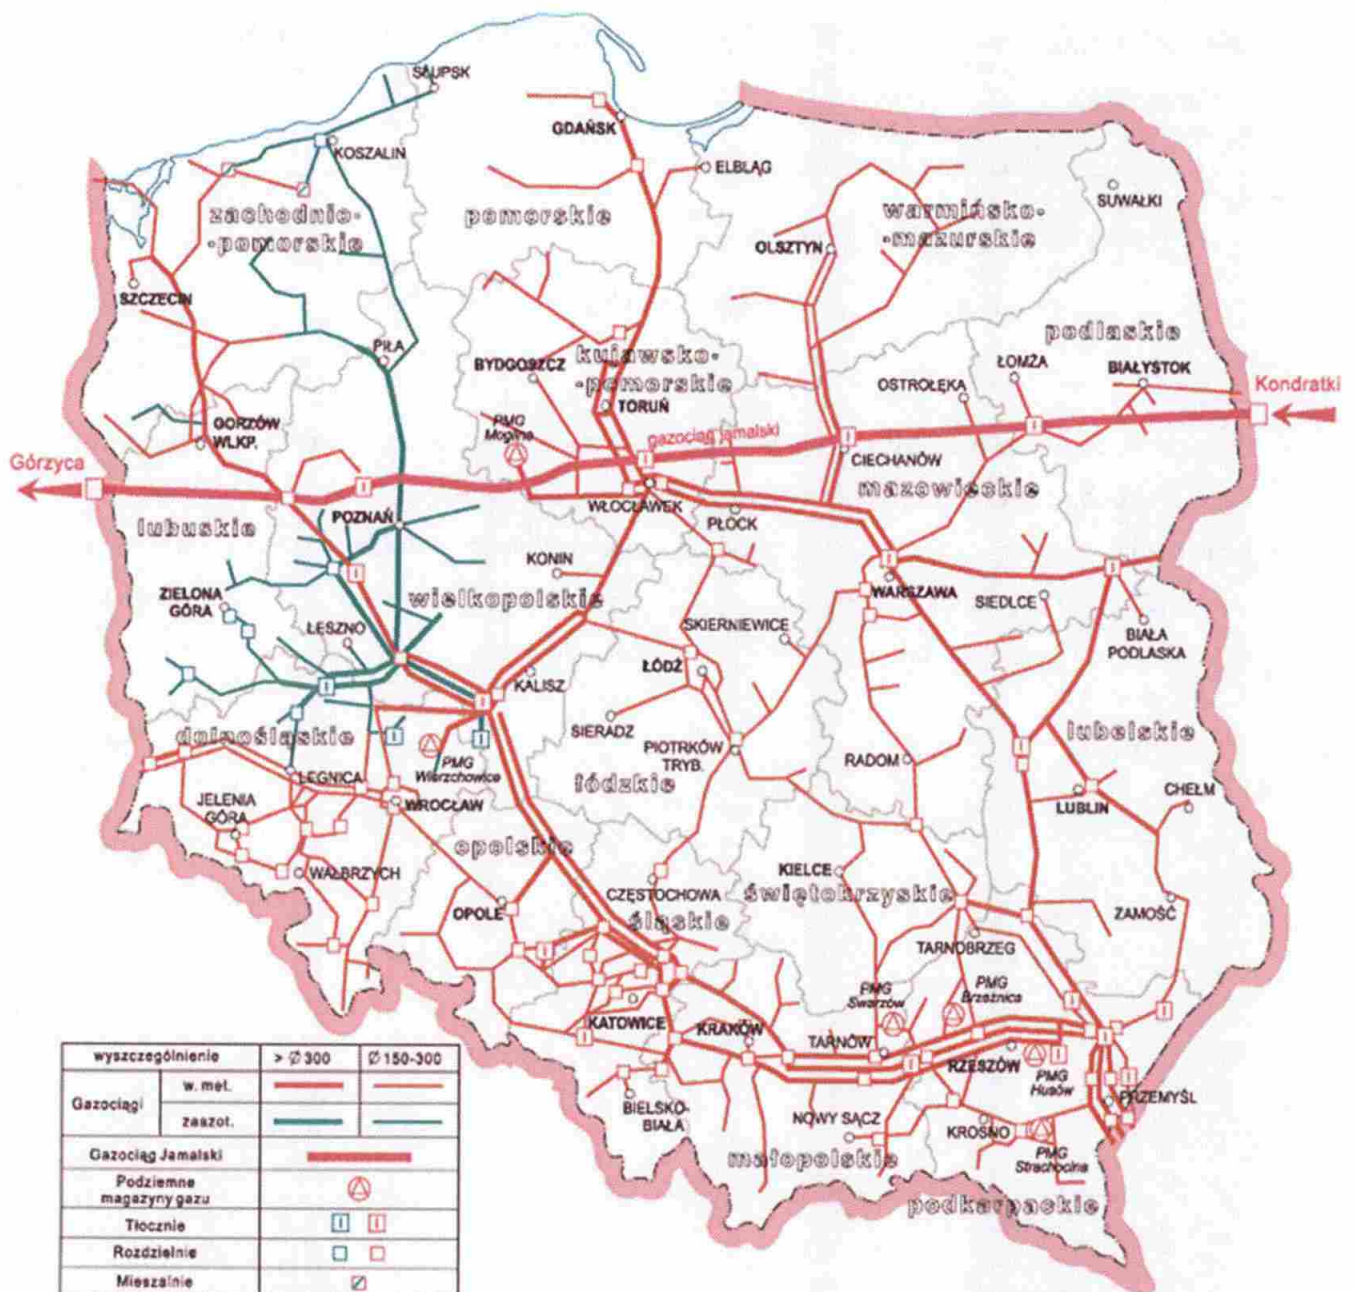 SŁUPSK
GDAŃSK
KOSZALIN
ELBLĄG
SUWAŁKI
zachodnio-
-pomorskie
pomorskie
warmińsko-
-mazurskie
OLSZTYN
SZCZECIN
podlaskie
PIŁA
BYDGOSZCZ
kujawsko-
-pomorskie
ŁOMŻA
BIAŁYSTOK
OSTROŁĘKA
Kondratki
TORUŃ
GORZÓW
WLKP.
PMG
Mogilno
gazociąg jamalski
CIECHANÓW
Górzyca
mazowieckie
WŁOCŁAWEK
PŁOCK
lubuskie
POZNAŃ
KONIN
WARSZAWA
SIEDLCE
ZIELONA
GÓRA
wielkopolskie
LESZNO
SKIERNIEWICE
BIAŁA
PODLASKA
ŁÓDŹ
KALISZ
SIERADZ
lubelskie
dolnośląskie
PMG
Wierzchowice
PIOTRKÓW
TRYB.
RADOM
LEGNICA
łódzkie
JELENIA
GÓRA
WROCŁAW
LUBLIN
CHEŁM
opolskie
WAŁBRZYCH
KIELCE
CZĘSTOCHOWA
świętokrzyskie
OPOLE
śląskie
ZAMOŚĆ
TARNOBRZEG
PMG
Swarzów
PMG
Brzeźnica
KATOWICE
KRAKÓW
TARNÓW
RZESZÓW
PMG
Husów
PRZEMYŚL
BIELSKO-
BIAŁA
NOWY SĄCZ
KROSNO
małopolskie
PMG
Strachocina
podkarpackie
wyszczególnienie > Ø 300 Ø 150-300
Gazociągi w. met.
zaazot.
Gazociąg Jamalski
Podziemne
magazyny gazu
Tłocznie
Rozdzielnie
Mieszalnie